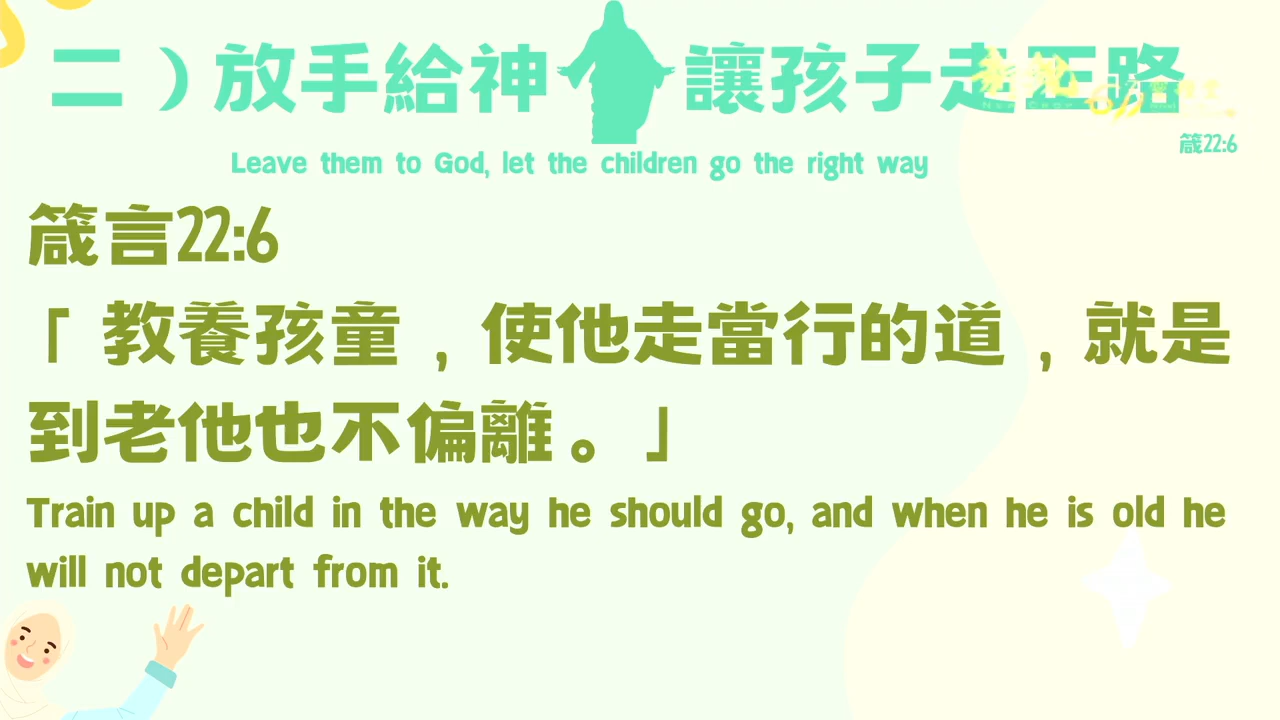 二）放手給神 讓孩子走正路
Leave them to God, let the children go the right way
箴22:6
箴言22:6
「 教養孩童 , 使他走當行的道 , 就是
到老他也不偏離。」
Train up a child in the way he should go, and when he is old he
will not depart from it.